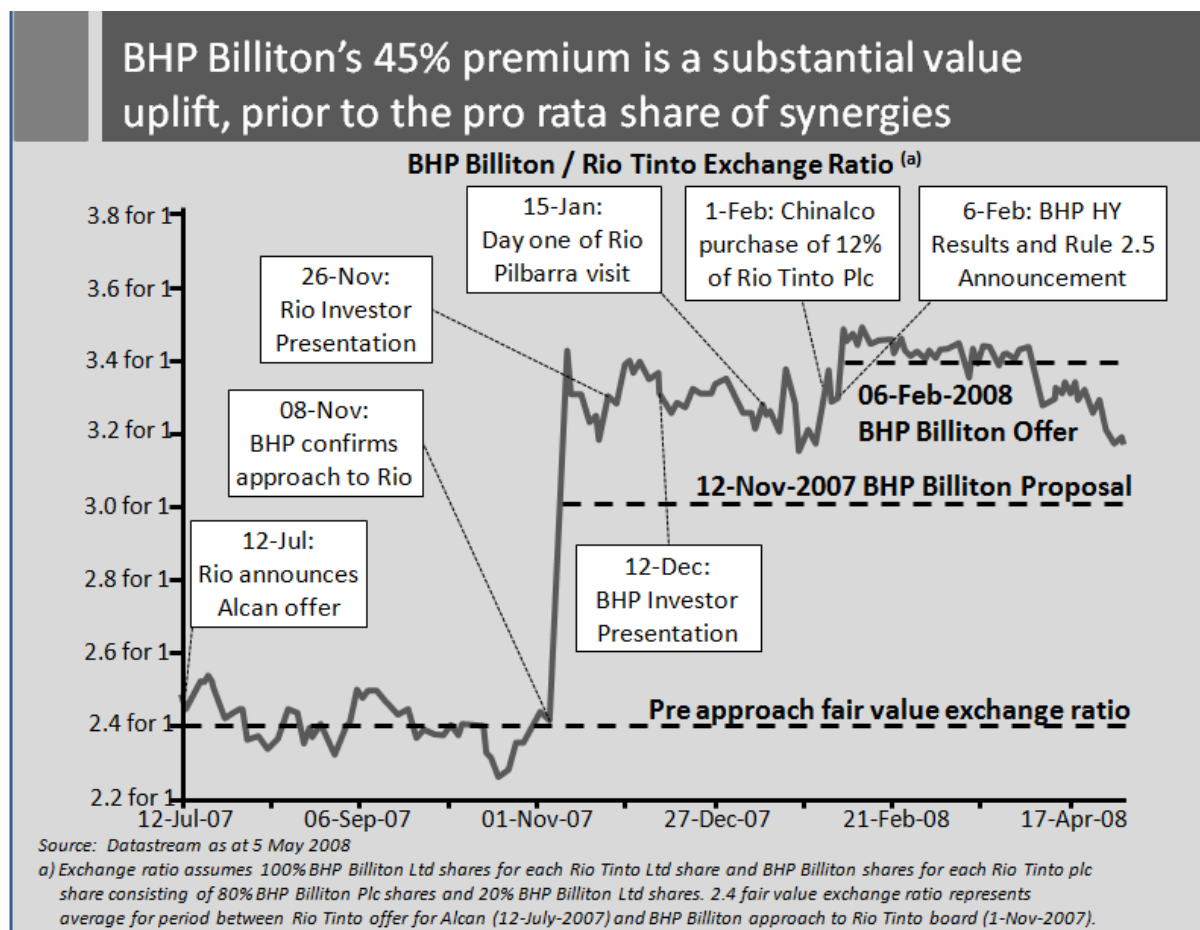 BHP Billiton's 45% premium is a substantial value
uplift, prior to the pro rata share of synergies
BHP Billiton / Rio Tinto Exchange Ratio (a)
3.8 for 1
3.6 for 1
3.4 for 1
3.2 for 1
3.0 for 1
2.8 for 1
2.6 for 1
2.4 for 1
2.2 for 1
15-Jan:
Day one of Rio
Pilbarra visit
1-Feb: Chinalco
purchase of 12%
of Rio Tinto Plc
6-Feb: BHP HY
Results and Rule 2.5
Announcement
26-Nov:
Rio Investor
Presentation
08-Nov:
BHP confirms
approach to Rio
06-Feb-2008
BHP Billiton Offer
12-Nov-2007 BHP Billiton Proposal
12-Jul:
Rio announces
Alcan offer
12-Dec:
BHP Investor
Presentation
Pre approach fair value exchange ratio
12-Jul-07
06-Sep-07
01-Nov-07
27-Dec-07
21-Feb-08
17-Apr-08
Source: Datastream as at 5 May 2008
a) Exchange ratio assumes 100% BHP Billiton Ltd shares for each Rio Tinto Ltd share and BHP Billiton shares for each Rio Tinto plc
share consisting of 80% BHP Billiton Plc shares and 20% BHP Billiton Ltd shares. 2.4 fair value exchange ratio represents
average for period between Rio Tinto offer for Alcan (12-July-2007) and BHP Billiton approach to Rio Tinto board (1-Nov-2007).